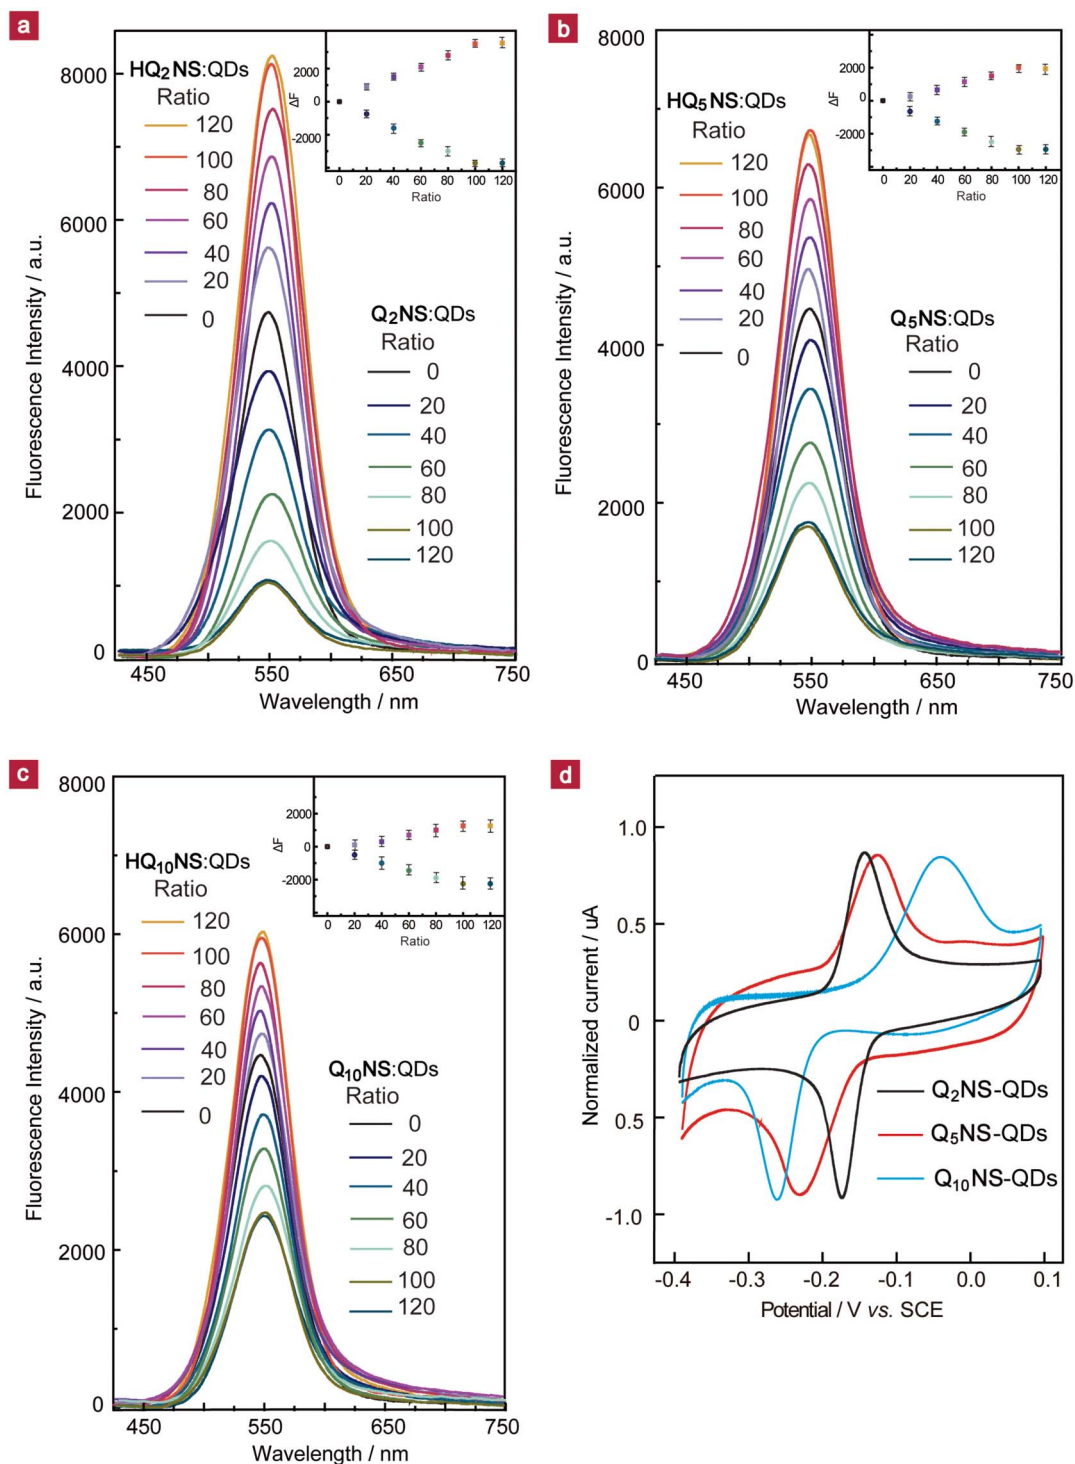 a
HQ2NS:QDs
Ratio
120
100
80
60
40
20
0
Q2NS:QDs
Ratio
0
20
40
60
80
100
120
8000
6000
4000
2000
0
Fluorescence Intensity / a.u.
450
550
650
750
Wavelength / nm
2000
0
-2000
ΔF
0 20 40 60 80 100 120
Ratio
b
HQ5NS:QDs
Ratio
120
100
80
60
40
20
0
Q5NS:QDs
Ratio
0
20
40
60
80
100
120
8000
6000
4000
2000
0
Fluorescence Intensity / a.u.
450
550
650
750
Wavelength / nm
2000
0
-2000
ΔF
0 20 40 60 80 100 120
Ratio
c
HQ10NS:QDs
Ratio
120
100
80
60
40
20
0
Q10NS:QDs
Ratio
0
20
40
60
80
100
120
8000
6000
4000
2000
0
Fluorescence Intensity / a.u.
450
550
650
750
Wavelength / nm
2000
0
-2000
ΔF
0 20 40 60 80 100 120
Ratio
d
1.0
0.5
0
0.5
-1.0
Normalized current / uA
Q2NS-QDs
Q5NS-QDs
Q10NS-QDs
-0.4 -0.3 -0.2 -0.1 0.0 0.1
Potential / V vs. SCE